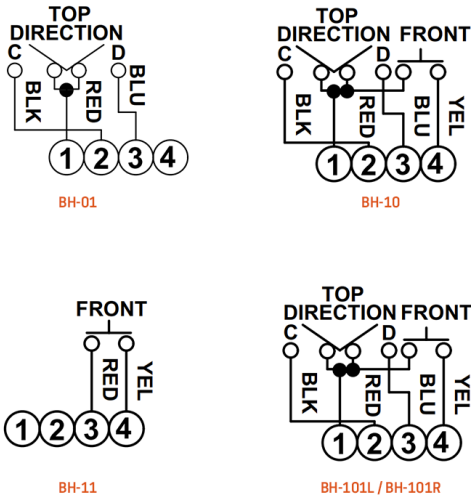 TOP
DIRECTION
C D
BLK RED BLU
1 2 3 4
BH-01
TOP
DIRECTION FRONT
C D
BLK RED BLU YEL
1 2 3 4
BH-10
FRONT
RED YEL
1 2 3 4
BH-11
TOP
DIRECTION FRONT
C D
BLK RED BLU YEL
1 2 3 4
BH-101L / BH-101R